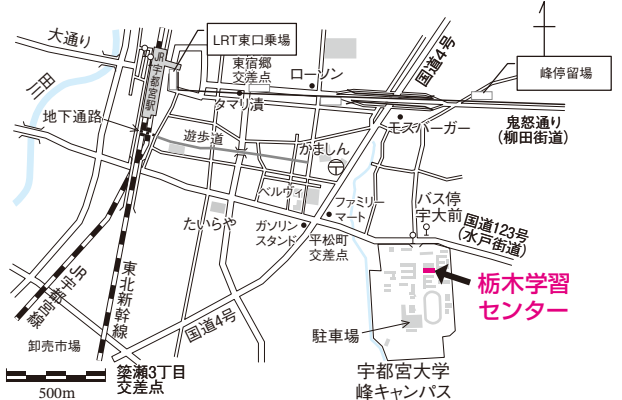 大通り
田川
JR宇都宮駅
LRT東口乗場
東宿郷
交差点
ローソン
国道4号
峰停留場
タマリ漬
地下通路
遊歩道
かましん
モスバーガー
鬼怒通り
(柳田街道)
ベルヴィ
ファミリー
マート
バス停
宇大前
国道123号
(水戸街道)
たいらや
ガソリン
スタンド
平松町
交差点
JR宇都宮線
東北新幹線
国道4号
栃木学習
センター
駐車場
卸売市場
簗瀬3丁目
交差点
宇都宮大学
峰キャンパス
500m